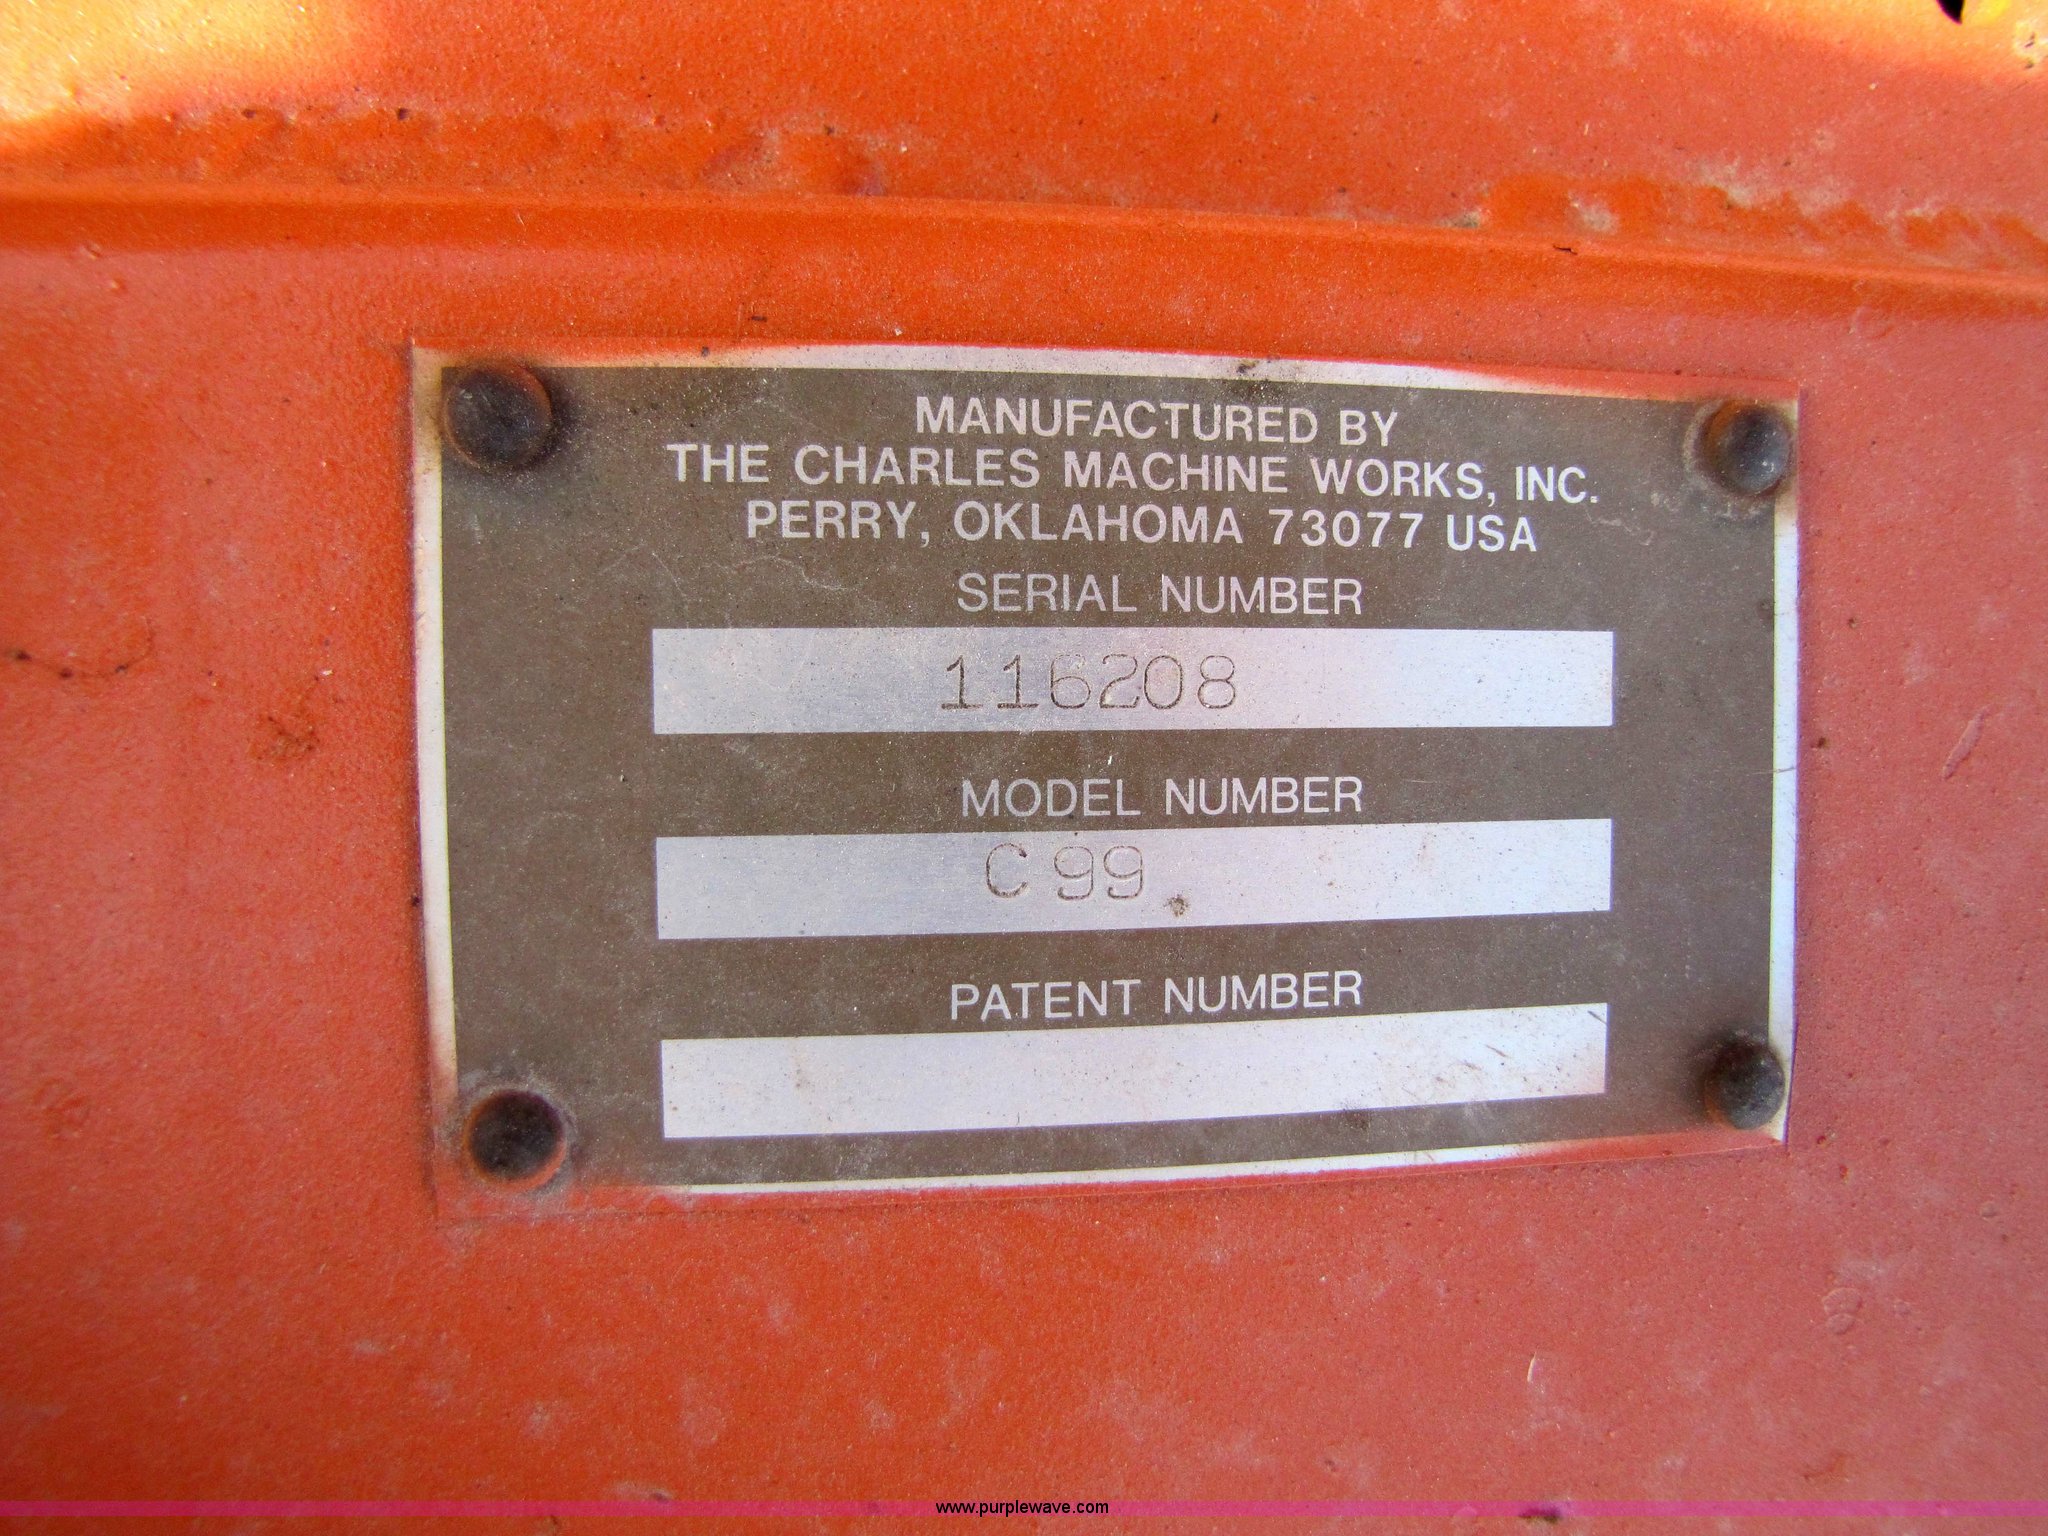 MANUFACTURED BY
THE CHARLES MACHINE WORKS, INC.
PERRY, OKLAHOMA 73077 USA
SERIAL NUMBER
116208
MODEL NUMBER
C 99
PATENT NUMBER
www.purplewave.com